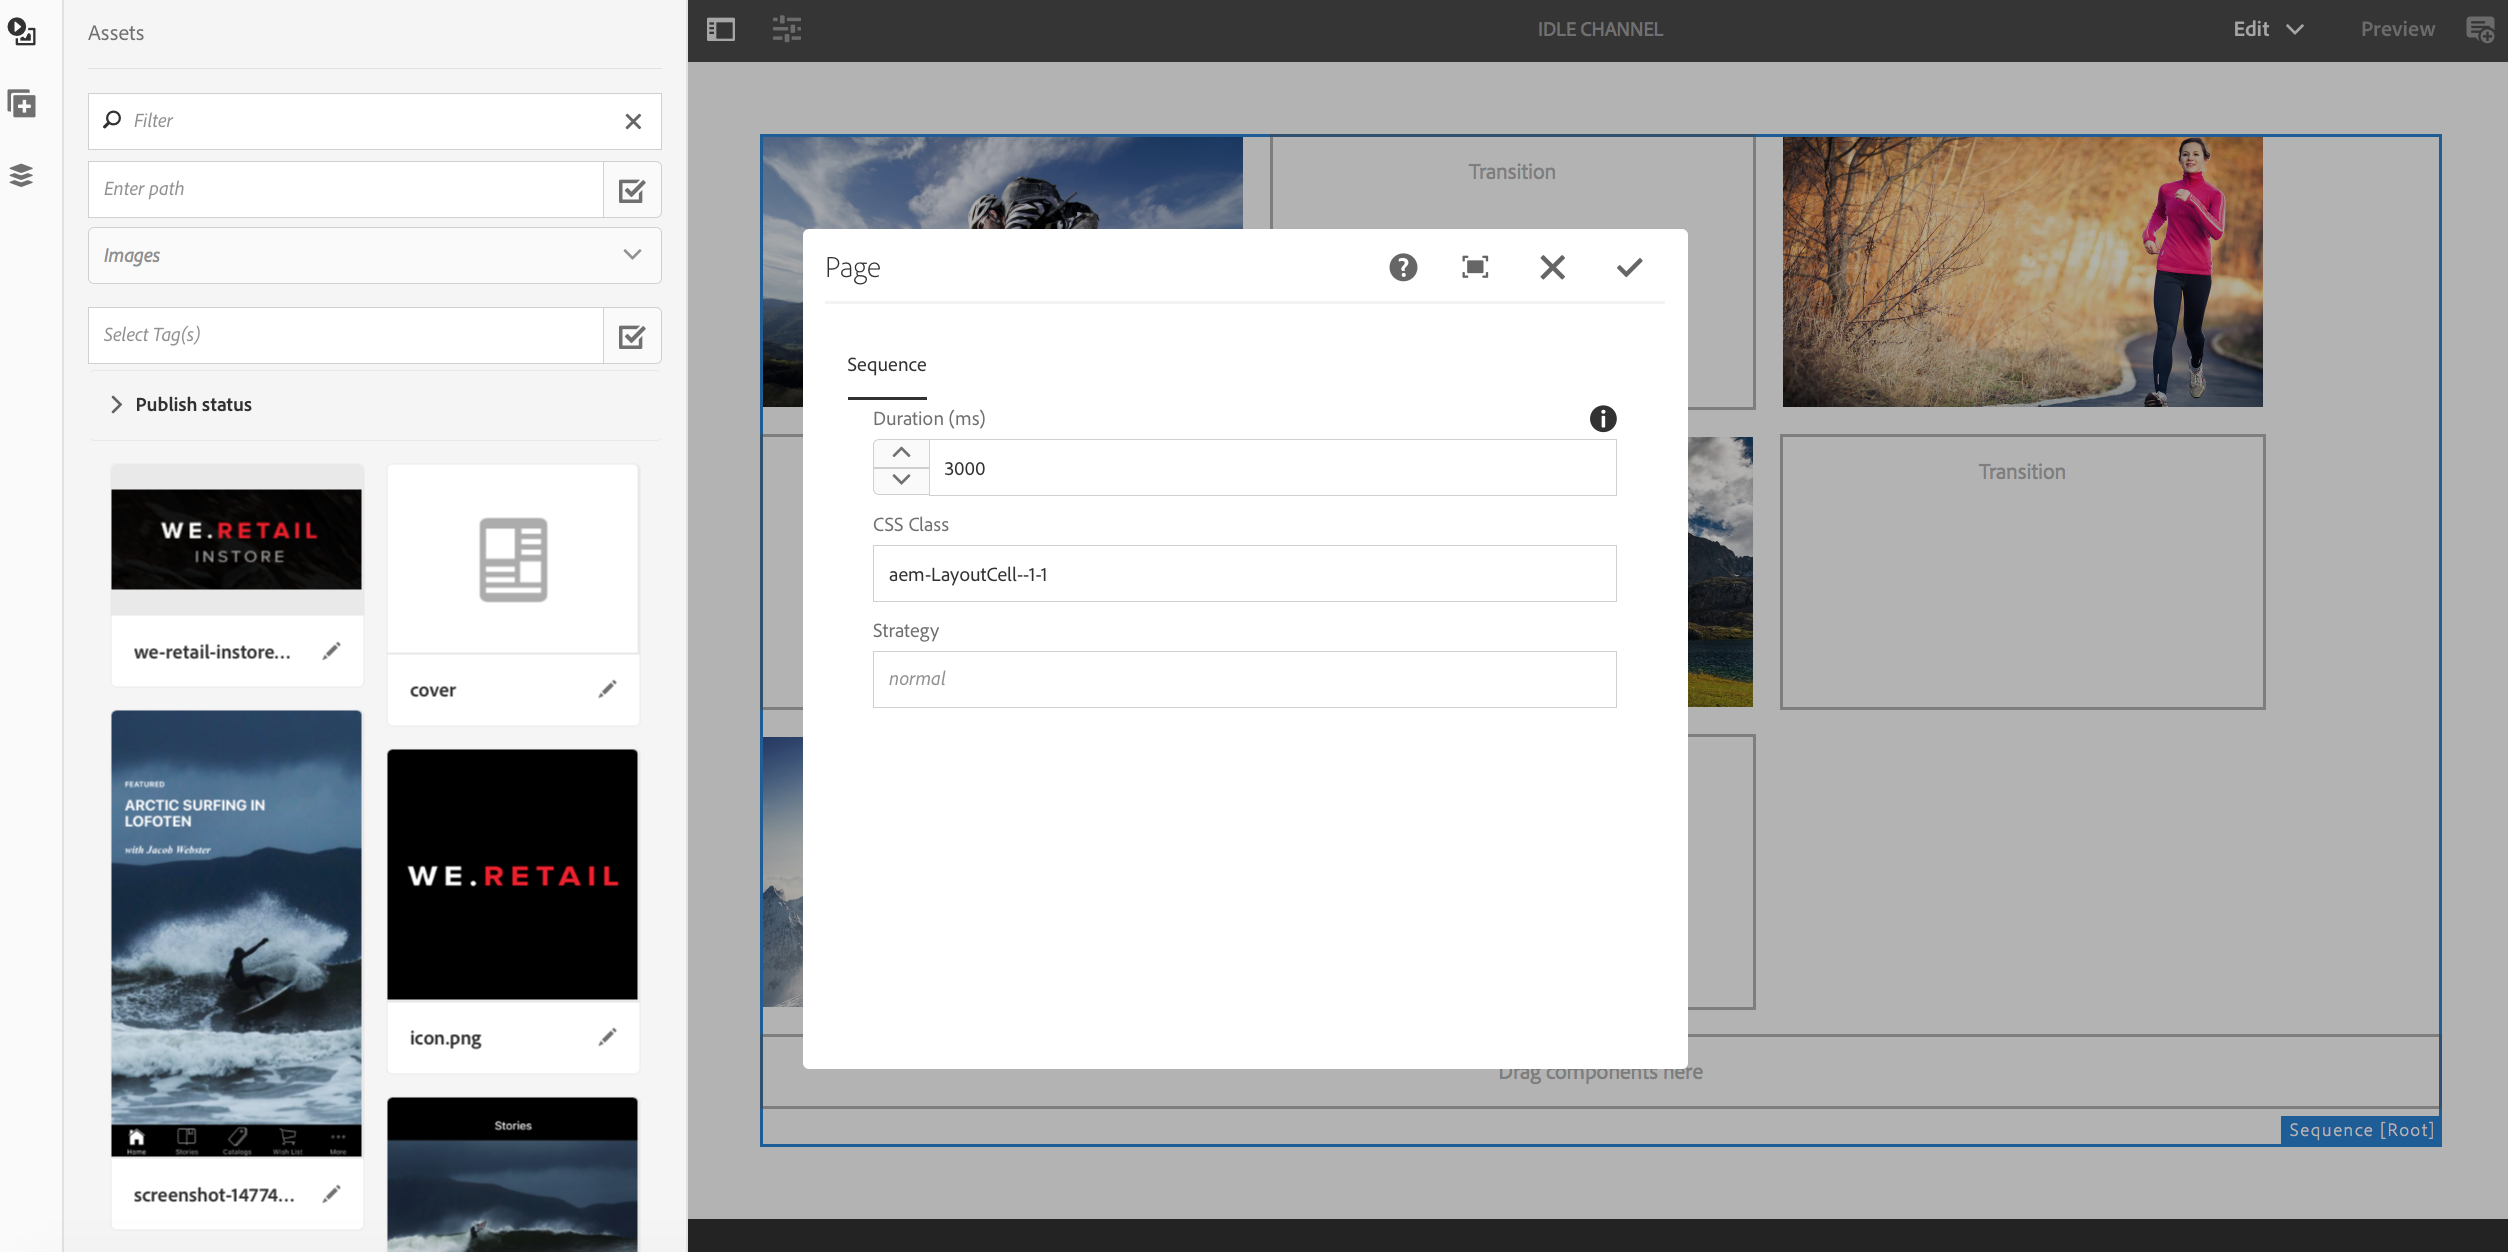 Assets
Filter
Enter path
Images
Select Tag(s)
Publish status
WE.RETAIL
INSTORE
we-retail-instore...
cover
FEATURED
ARCTIC SURFING IN
LOFOTEN
with Jacob Webster
Home Stories Catalogs Wish List More
screenshot-14774...
WE.RETAIL
icon.png
Stories
IDLE CHANNEL
Edit
Preview
Transition
Page
Sequence
Duration (ms)
3000
CSS Class
aem-LayoutCell--1-1
Strategy
normal
Transition
Drag components here
Sequence [Root]